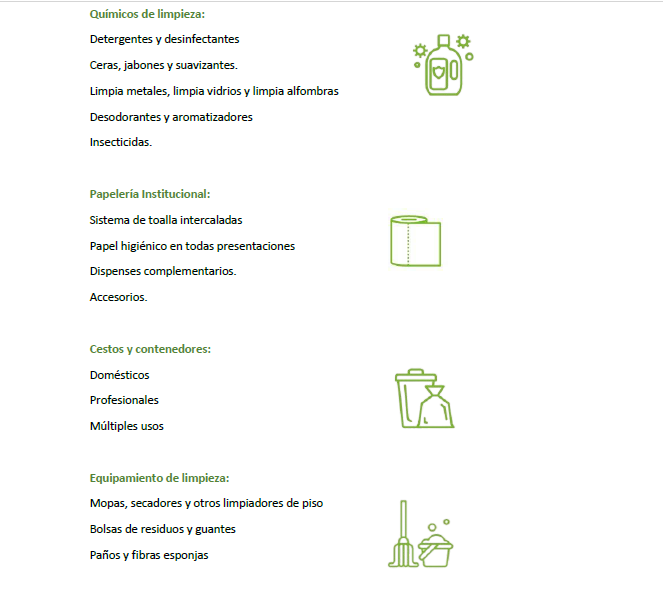 Químicos de limpieza:
Detergentes y desinfectantes
Ceras, jabones y suavizantes.
Limpia metales, limpia vidrios y limpia alfombras
Desodorantes y aromatizadores
Insecticidas.
Papelería Institucional:
Sistema de toalla intercaladas
Papel higiénico en todas presentaciones
Dispenses complementarios.
Accesorios.
Cestos y contenedores:
Domésticos
Profesionales
Múltiples usos
Equipamiento de limpieza:
Mopas, secadores y otros limpiadores de piso
Bolsas de residuos y guantes
Paños y fibras esponjas